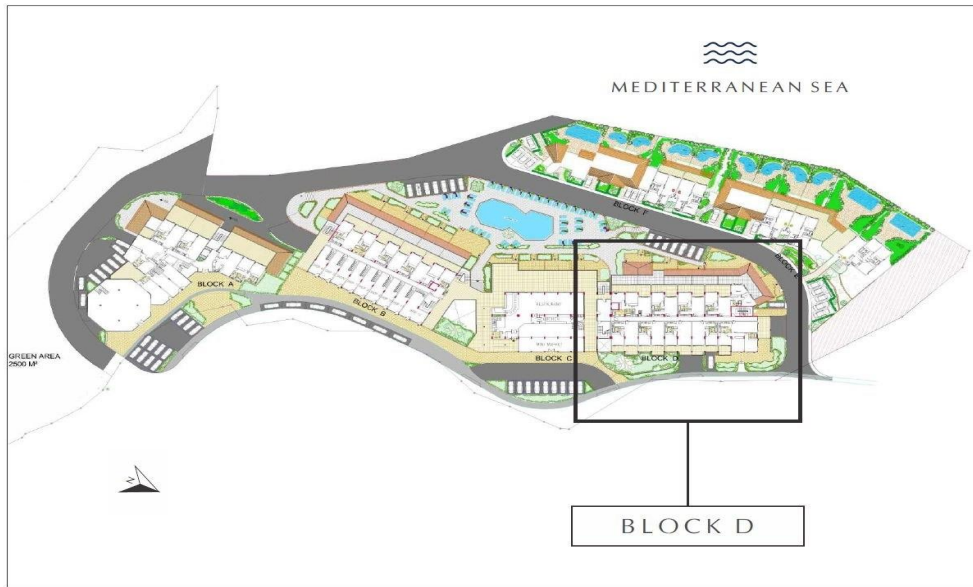 MEDITERRANEAN SEA
BLOCK F
BLOCK A
BLOCK B
GREEN AREA
2500 M²
BLOCK C
BLOCK D
N
BLOCK D